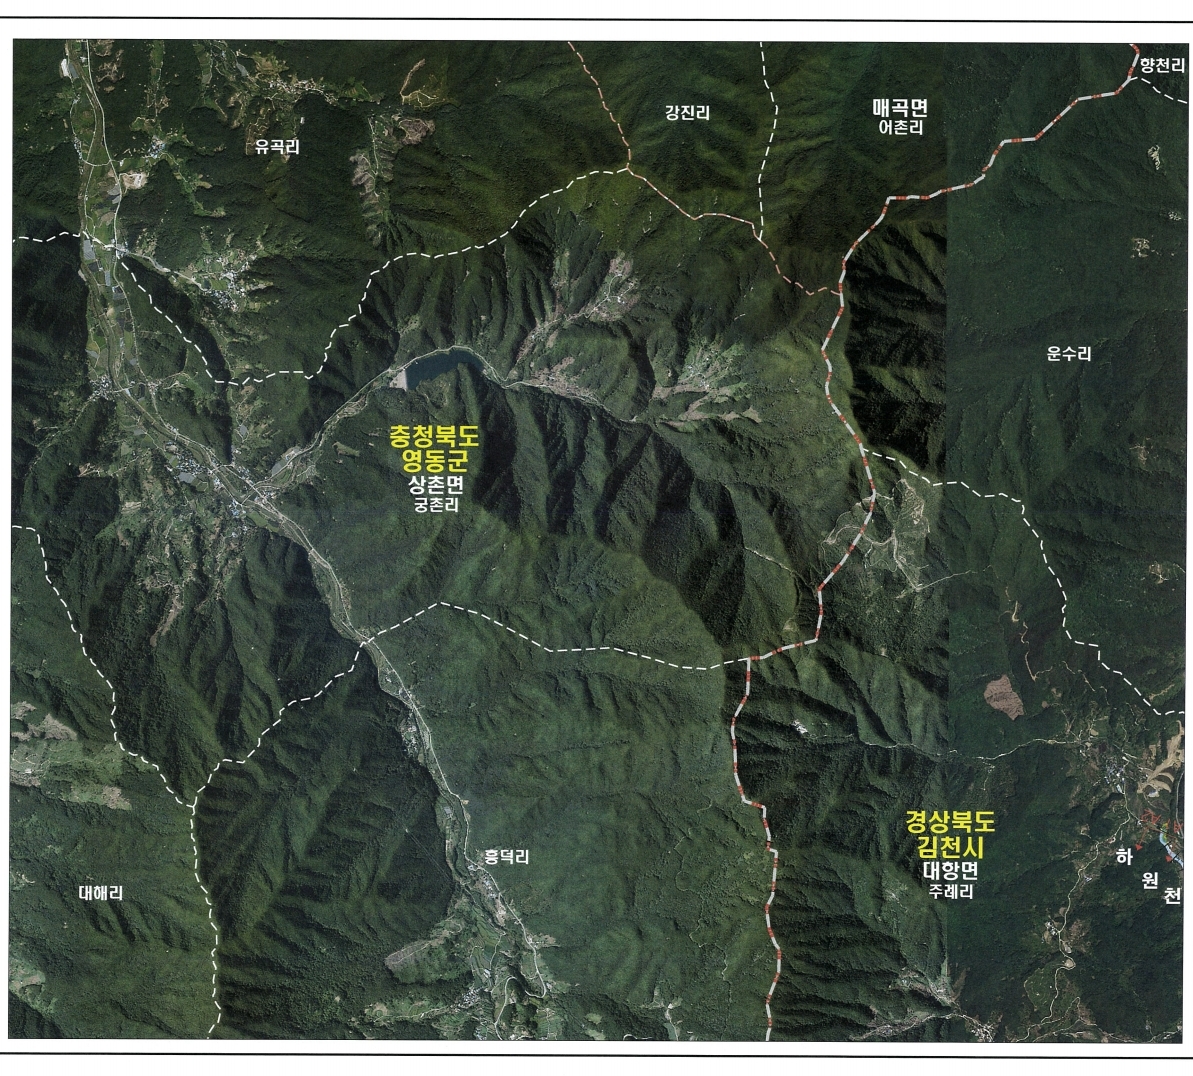 향천리
강진리
매곡면
어촌리
유곡리
운수리
충청북도
영동군
상촌면
궁촌리
경상북도
김천시
대항면
주례리
하
원
천
흥덕리
대해리